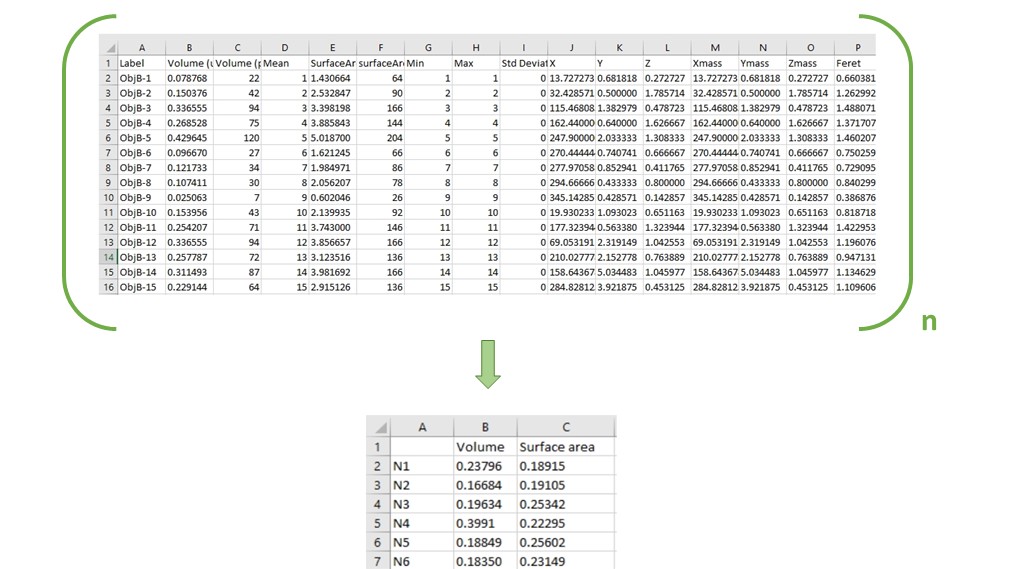 A B C D E F G H I J K L M N O P
1 Label Volume (u Volume (p Mean SurfaceAr surfaceAre Min Max Std Deviat X Y Z Xmass Ymass Zmass Feret
2 ObjB-1 0.078768 22 1 1.430664 64 1 1 0 13.727273 0.681818 0.272727 13.727273 0.681818 0.272727 0.660381
3 ObjB-2 0.150376 42 2 2.532847 90 2 2 0 32.428571 0.500000 1.785714 32.428571 0.500000 1.785714 1.262992
4 ObjB-3 0.336555 94 3 3.398198 166 3 3 0 115.46808 1.382979 0.478723 115.46808 1.382979 0.478723 1.488071
5 ObjB-4 0.268528 75 4 3.885843 144 4 4 0 162.44000 0.640000 1.626667 162.44000 0.640000 1.626667 1.371707
6 ObjB-5 0.429645 120 5 5.018700 204 5 5 0 247.90000 2.033333 1.308333 247.90000 2.033333 1.308333 1.460207
7 ObjB-6 0.096670 27 6 1.621245 66 6 6 0 270.44444 0.740741 0.666667 270.44444 0.740741 0.666667 0.750259
8 ObjB-7 0.121733 34 7 1.984971 86 7 7 0 277.97058 0.852941 0.411765 277.97058 0.852941 0.411765 0.729095
9 ObjB-8 0.107411 30 8 2.056207 78 8 8 0 294.66666 0.433333 0.800000 294.66666 0.433333 0.800000 0.840299
10 ObjB-9 0.025063 7 9 0.602046 26 9 9 0 345.14285 0.428571 0.142857 345.14285 0.428571 0.142857 0.386876
11 ObjB-10 0.153956 43 10 2.139935 92 10 10 0 19.930233 1.093023 0.651163 19.930233 1.093023 0.651163 0.818718
12 ObjB-11 0.254207 71 11 3.743000 146 11 11 0 177.32394 0.563380 1.323944 177.32394 0.563380 1.323944 1.422953
13 ObjB-12 0.336555 94 12 3.856657 166 12 12 0 69.053191 2.319149 1.042553 69.053191 2.319149 1.042553 1.196076
14 ObjB-13 0.257787 72 13 3.123516 136 13 13 0 210.02777 2.152778 0.763889 210.02777 2.152778 0.763889 0.947131
15 ObjB-14 0.311493 87 14 3.981692 166 14 14 0 158.64367 5.034483 1.045977 158.64367 5.034483 1.045977 1.134629
16 ObjB-15 0.229144 64 15 2.915126 136 15 15 0 284.82812 3.921875 0.453125 284.82812 3.921875 0.453125 1.109606
n
A B C
1 Volume Surface area
2 N1 0.23796 0.18915
3 N2 0.16684 0.19105
4 N3 0.19634 0.25342
5 N4 0.3991 0.22295
6 N5 0.18849 0.25602
7 N6 0.18350 0.23149